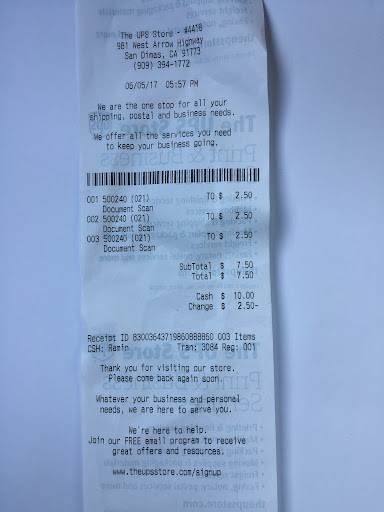 The UPS Store - #4416
981 West Arrow Highway
San Dimas, CA 91773
(909) 394-1772
06/05/17 05:57 PM
We are the one stop for all your
shipping, postal and business needs.
We offer all the services you need
to keep your business going.
001 500240 (021) TO $ 2.50
Document Scan
002 500240 (021) TO $ 2.50
Document Scan
003 500240 (021) TO $ 2.50
Document Scan
SubTotal $ 7.50
Total $ 7.50
Cash $ 10.00
Change $ 2.50-
Receipt ID 83003643719860888860 003 Items
CSH: Ramin Tran: 3084 Reg: 001
Thank you for visiting our store.
Please come back again soon.
Whatever your business and personal
needs, we are here to serve you.
We're here to help.
Join our FREE email program to receive
great offers and resources.
www.theupsstore.com/signup